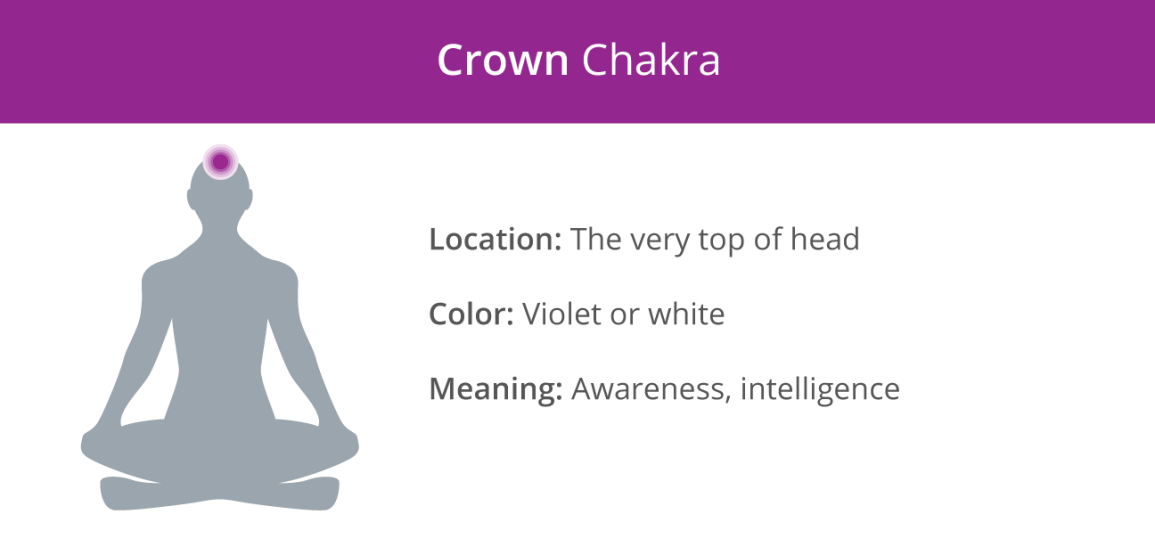 Crown Chakra
Location: The very top of head
Color: Violet or white
Meaning: Awareness, intelligence